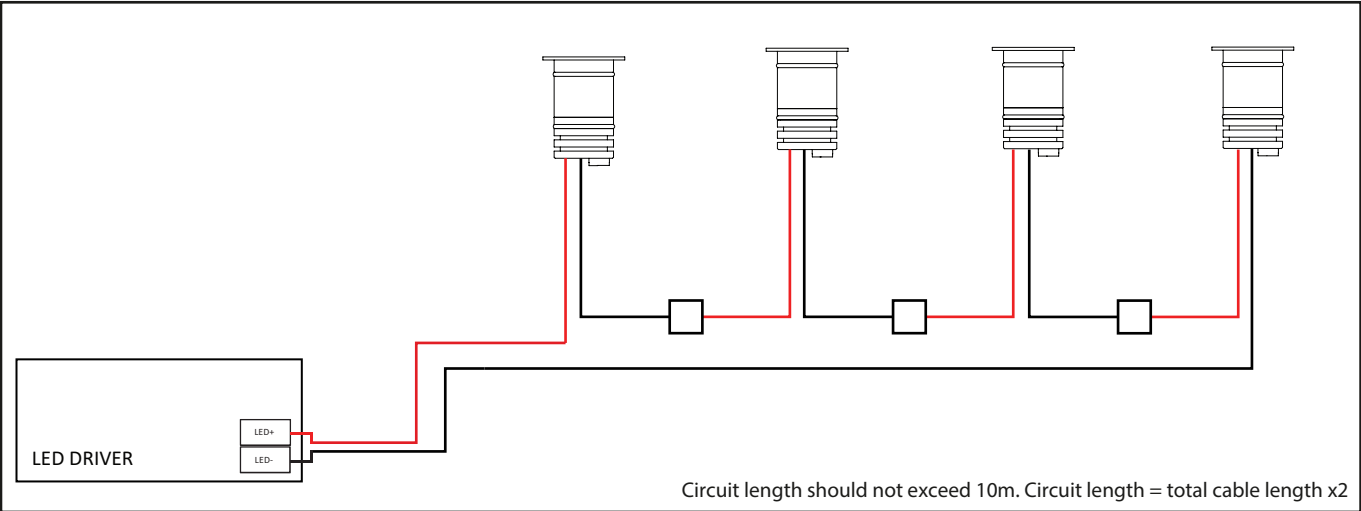 LED+
LED DRIVER
LED-
Circuit length should not exceed 10m. Circuit length = total cable length x2